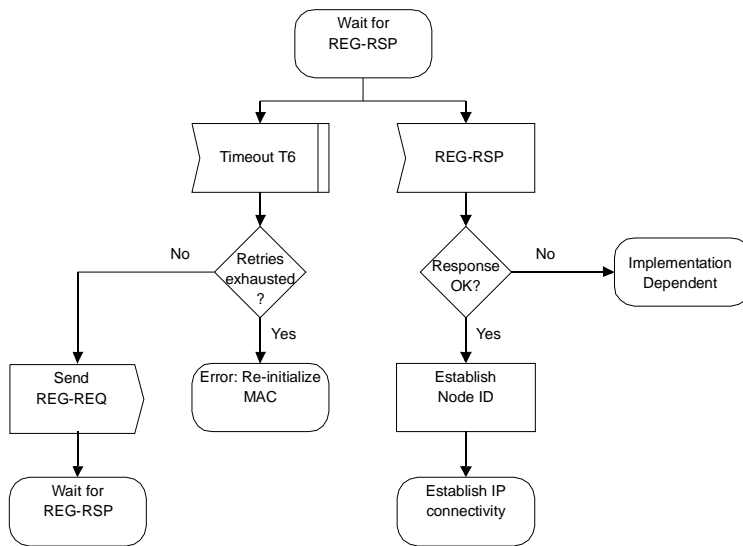 Wait for
REG-RSP
Timeout T6
REG-RSP
No
Retries
exhausted
?
Response
OK?
No
Implementation
Dependent
Yes
Yes
Send
REG-REQ
Error: Re-initialize
MAC
Establish
Node ID
Wait for
REG-RSP
Establish IP
connectivity